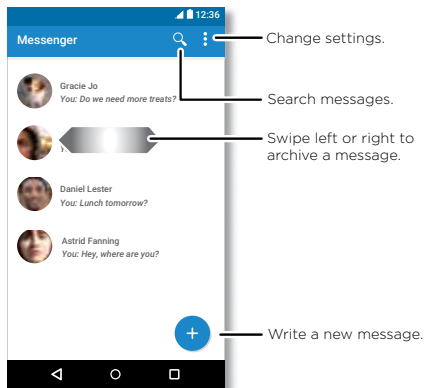 12:36
Messenger
Change settings.
Gracie Jo
You: Do we need more treats?
Search messages.
Swipe left or right to
archive a message.
Daniel Lester
You: Lunch tomorrow?
Astrid Fanning
You: Hey, where are you?
Write a new message.